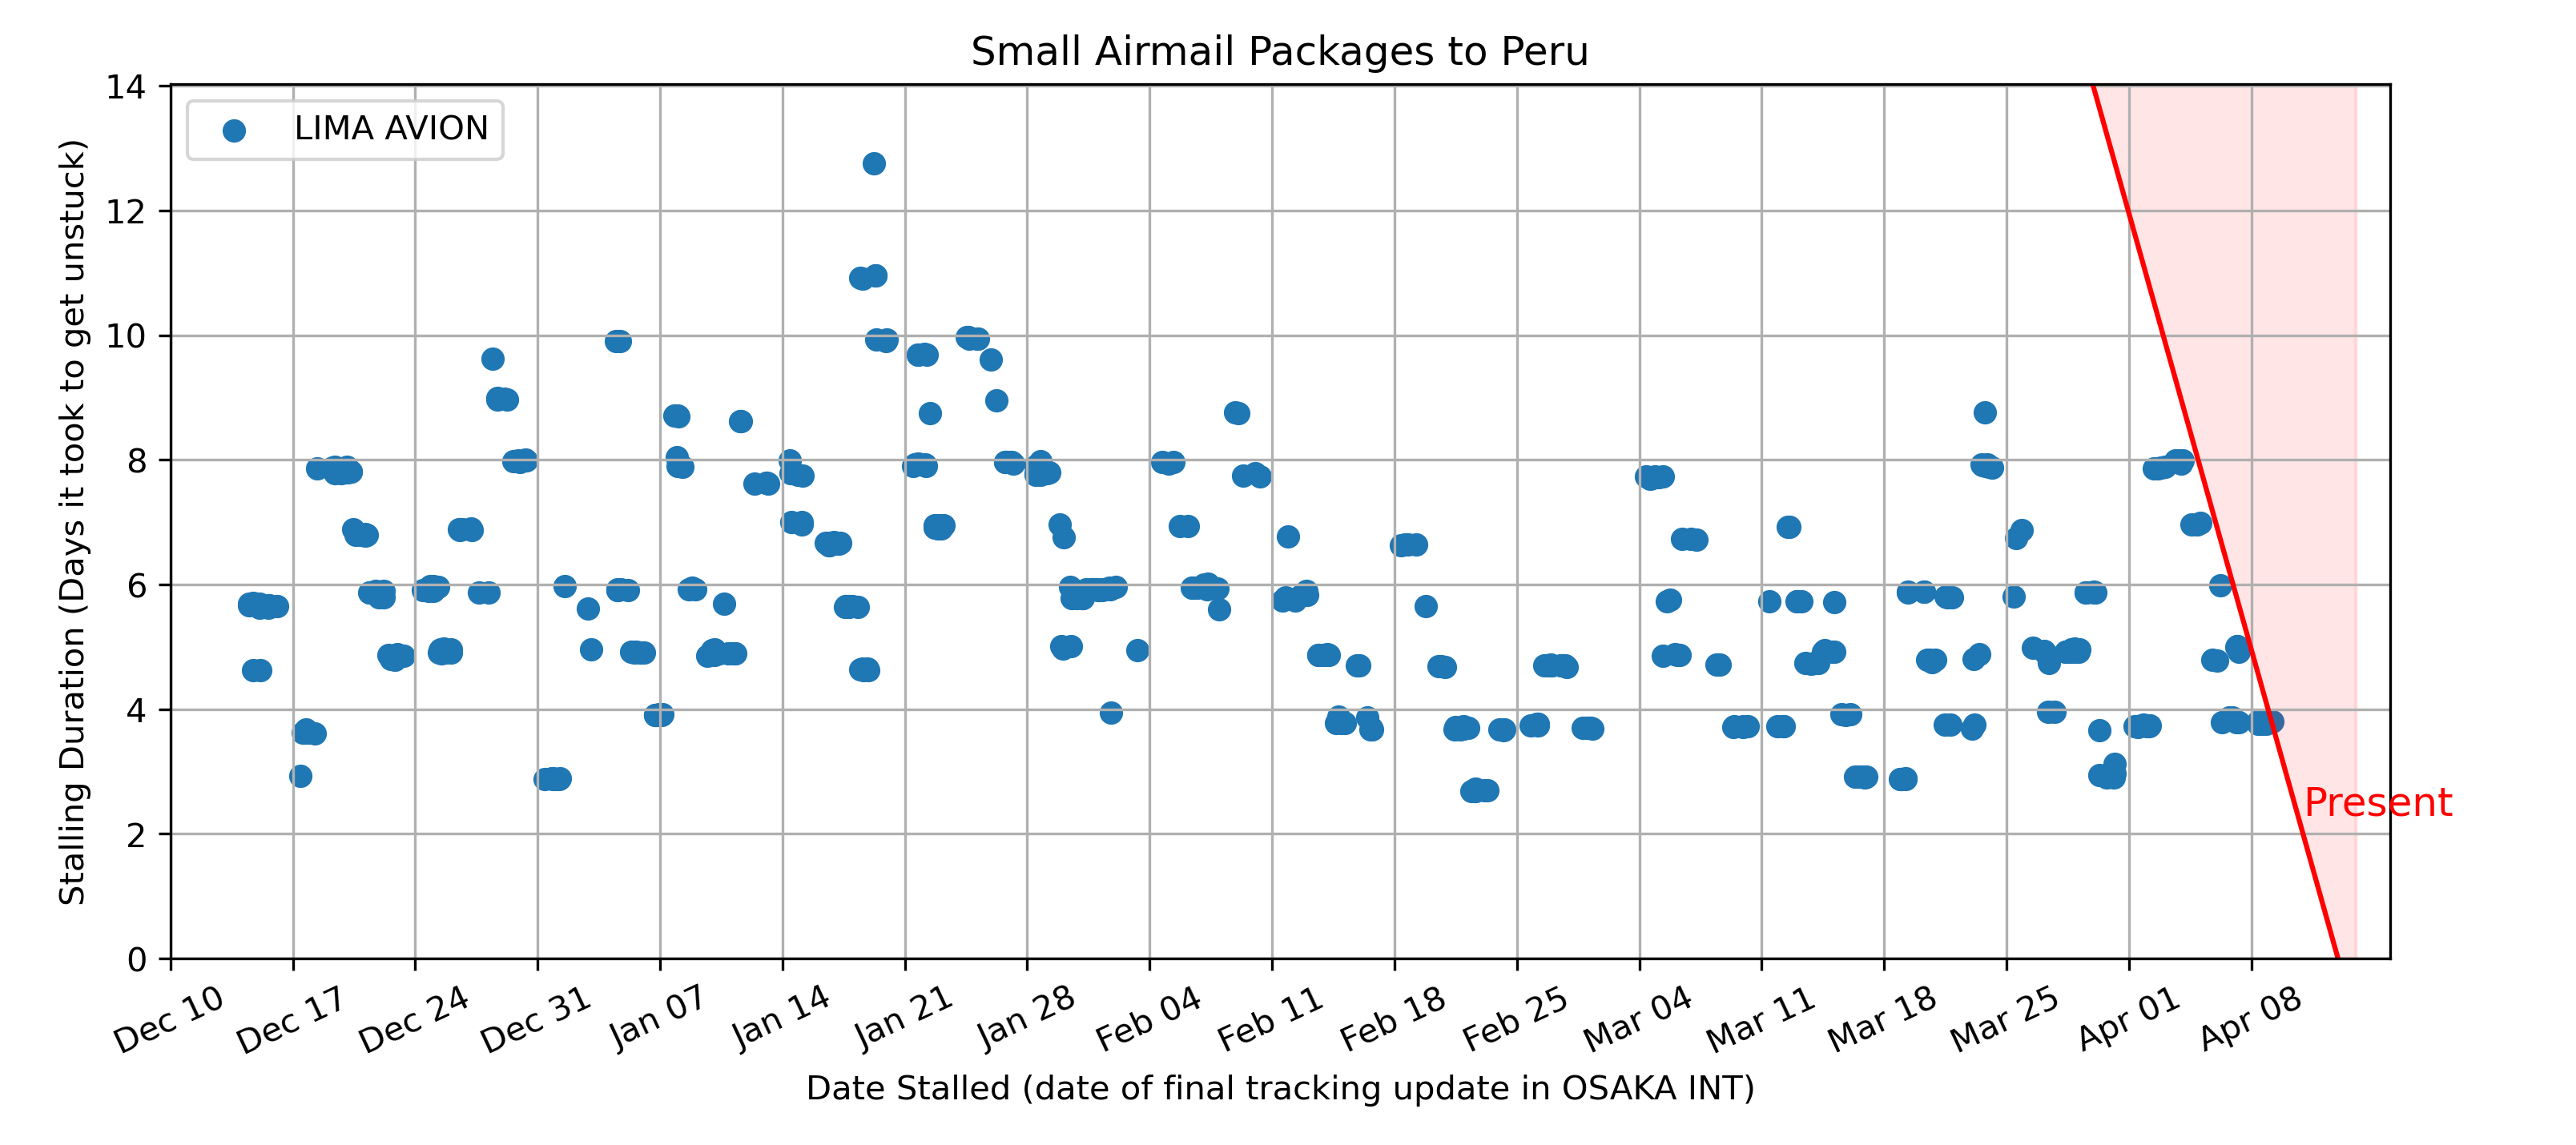 Small Airmail Packages to Peru
LIMA AVION
Stalling Duration (Days it took to get unstuck)
14
12
10
8
6
4
2
0
Present
Dec 10
Dec 17
Dec 24
Dec 31
Jan 07
Jan 14
Jan 21
Jan 28
Feb 04
Feb 11
Feb 18
Feb 25
Mar 04
Mar 11
Mar 18
Mar 25
Apr 01
Apr 08
Date Stalled (date of final tracking update in OSAKA INT)